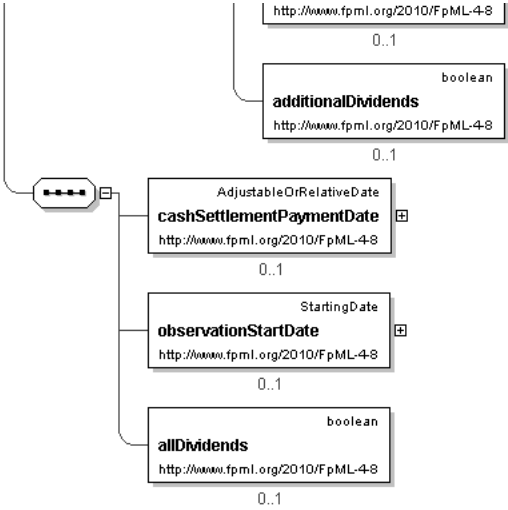 http://www.fpml.org/2010/FpML-4-8
0..1
boolean
additionalDividends
http://www.fpml.org/2010/FpML-4-8
0..1
AdjustableOrRelativeDate
cashSettlementPaymentDate
http://www.fpml.org/2010/FpML-4-8
0..1
StartingDate
observationStartDate
http://www.fpml.org/2010/FpML-4-8
0..1
boolean
allDividends
http://www.fpml.org/2010/FpML-4-8
0..1